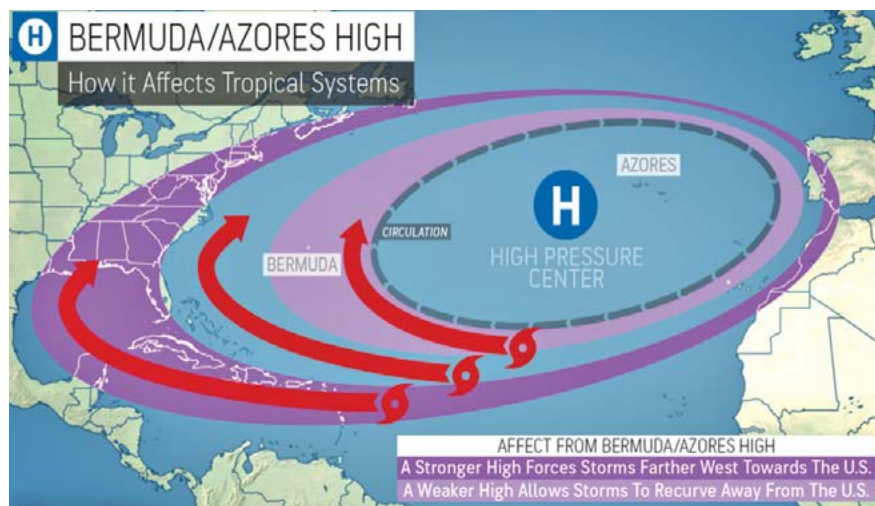 H BERMUDA/AZORES HIGH
How it Affects Tropical Systems
AZORES
H
CIRCULATION
HIGH PRESSURE
CENTER
BERMUDA
AFFECT FROM BERMUDA/AZORES HIGH
A Stronger High Forces Storms Farther West Towards The U.S.
A Weaker High Allows Storms To Recurve Away From The U.S.